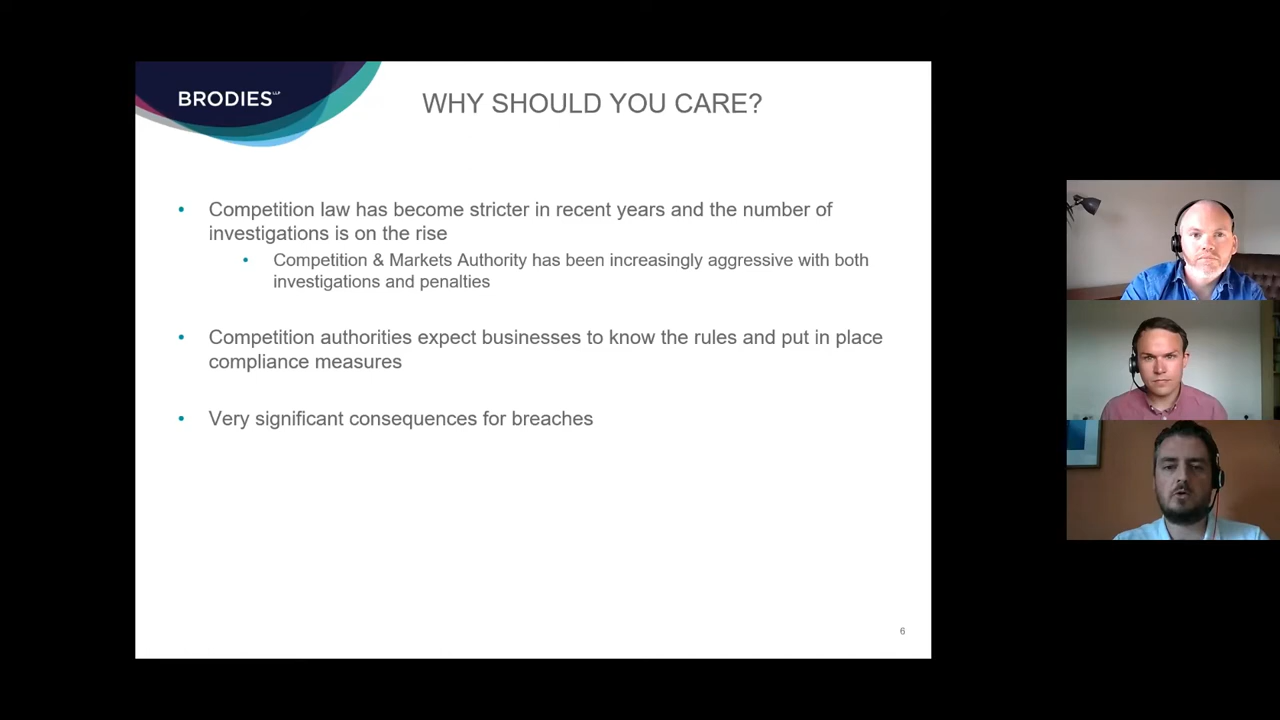 BRODIES LLP
WHY SHOULD YOU CARE?
• Competition law has become stricter in recent years and the number of
investigations is on the rise
• Competition & Markets Authority has been increasingly aggressive with both
investigations and penalties
• Competition authorities expect businesses to know the rules and put in place
compliance measures
• Very significant consequences for breaches
6